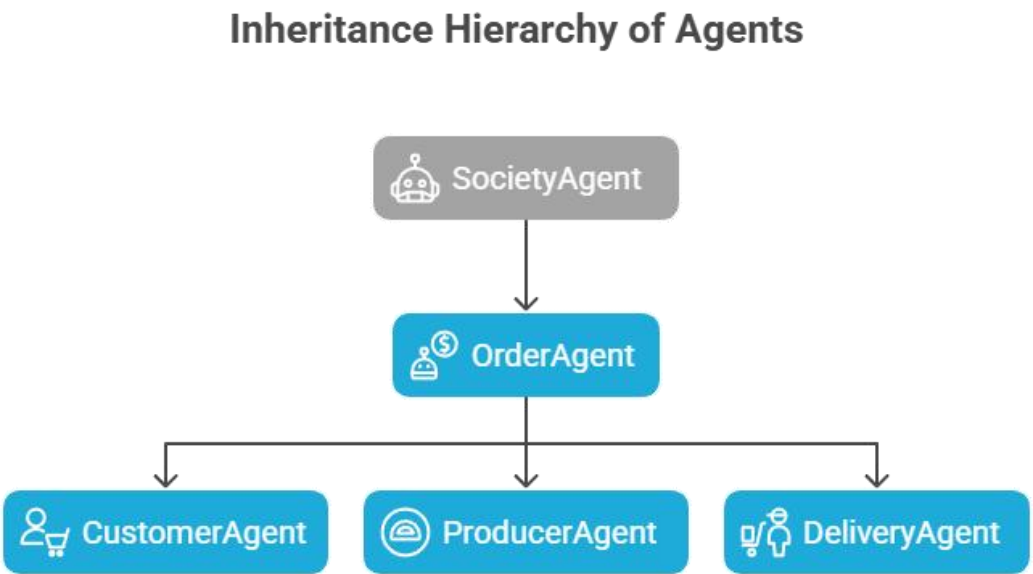 Inheritance Hierarchy of Agents
SocietyAgent
OrderAgent
CustomerAgent
ProducerAgent
DeliveryAgent